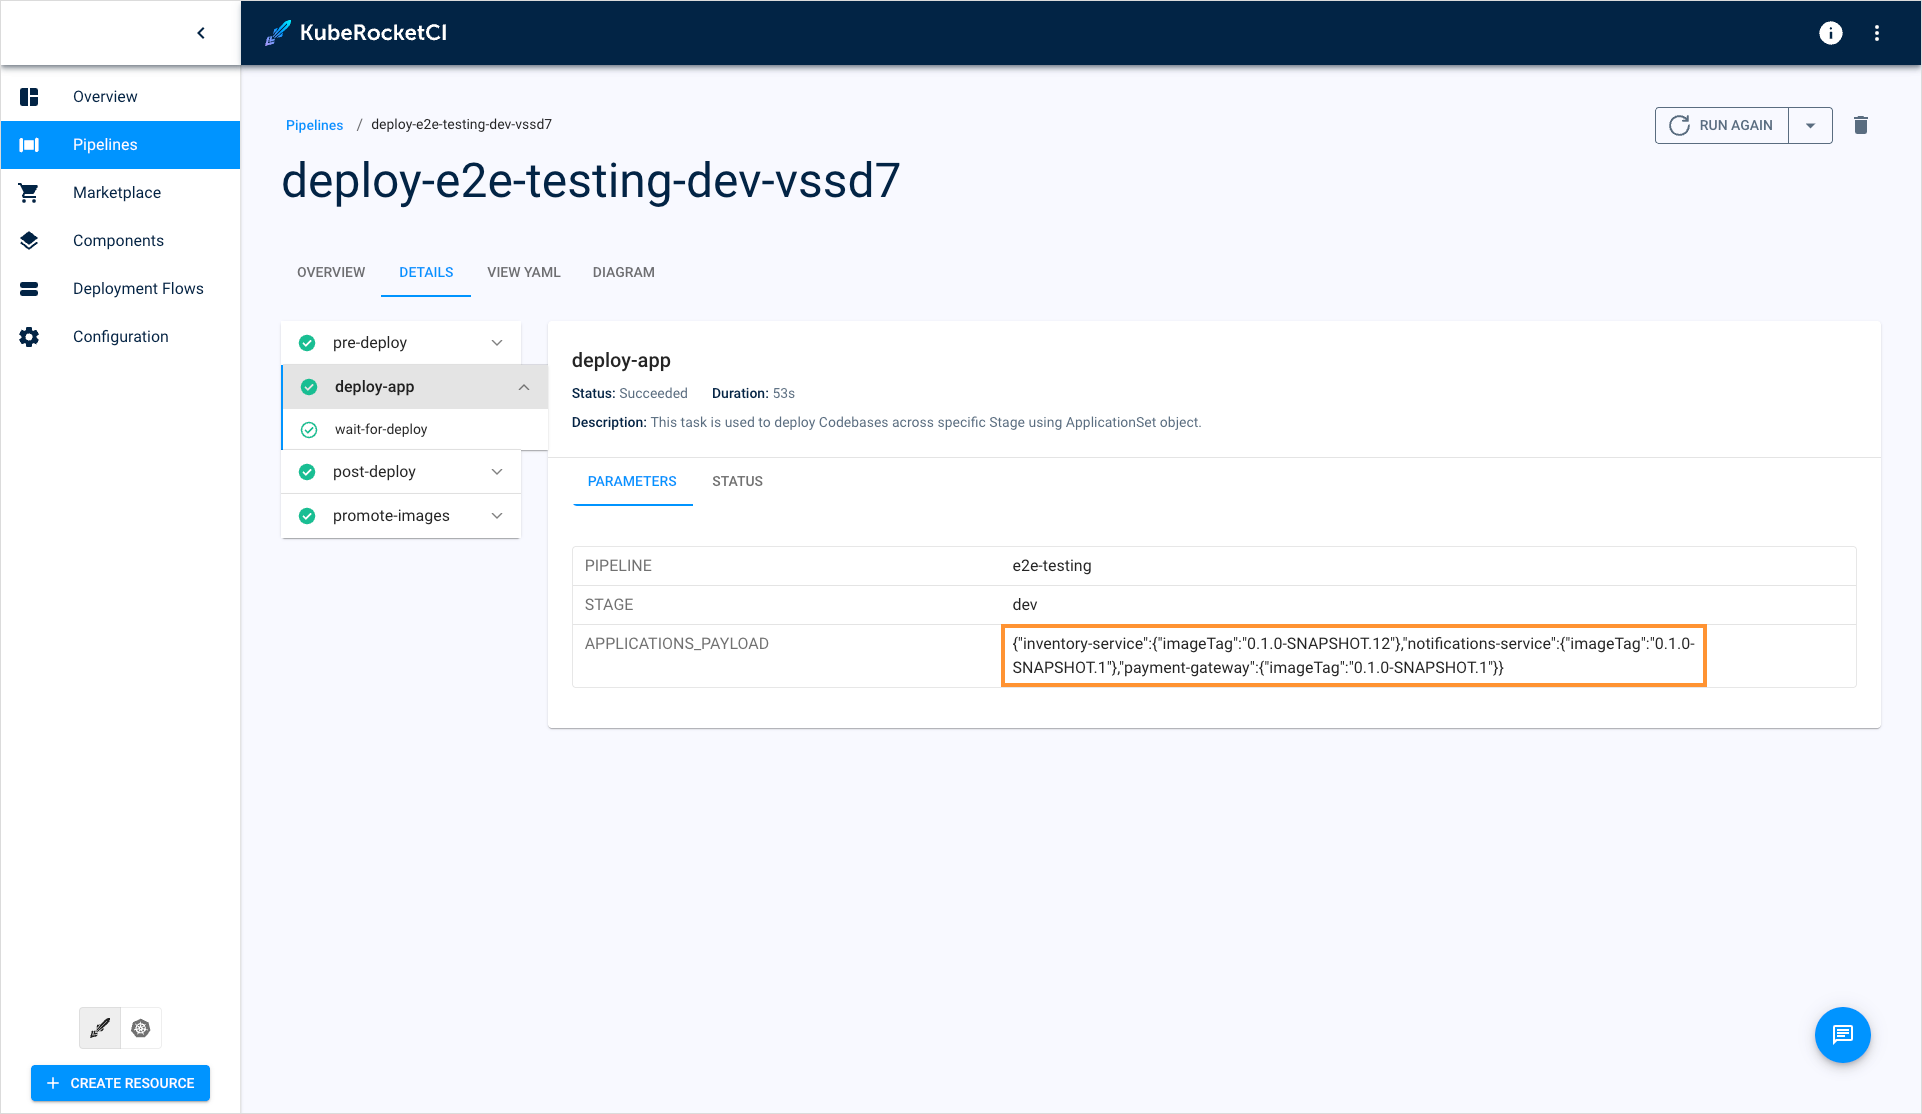 KubeRocketCI
Overview
Pipelines
Marketplace
Components
Deployment Flows
Configuration
CREATE RESOURCE
Pipelines / deploy-e2e-testing-dev-vssd7
RUN AGAIN
deploy-e2e-testing-dev-vssd7
OVERVIEW DETAILS VIEW YAML DIAGRAM
pre-deploy
deploy-app
wait-for-deploy
post-deploy
promote-images
deploy-app
Status: Succeeded Duration: 53s
Description: This task is used to deploy Codebases across specific Stage using ApplicationSet object.
PARAMETERS STATUS
PIPELINE e2e-testing
STAGE dev
APPLICATIONS_PAYLOAD {"inventory-service":{"imageTag":"0.1.0-SNAPSHOT.12"},"notifications-service":{"imageTag":"0.1.0-
SNAPSHOT.1"},"payment-gateway":{"imageTag":"0.1.0-SNAPSHOT.1"}}